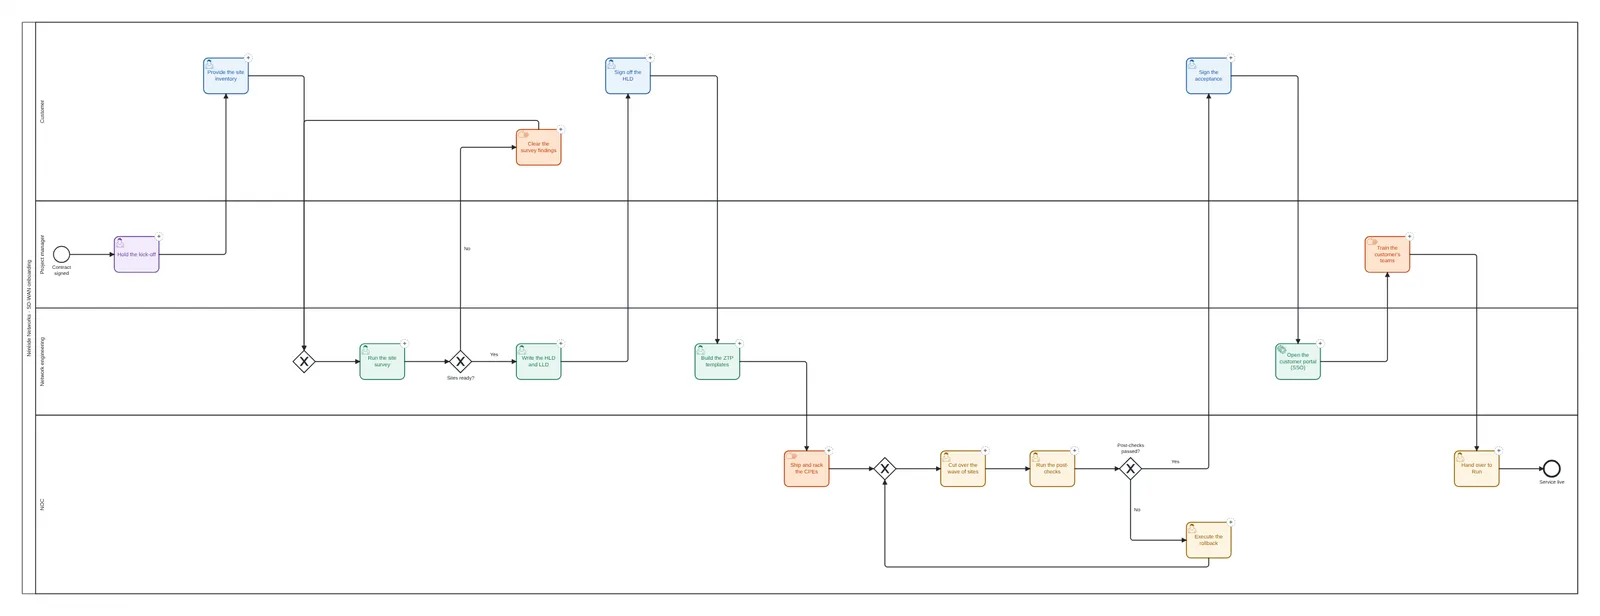 Nereide Networks - SD-WAN onboarding
Customer
Provide the site
inventory
Sign off the
HLD
Sign the
acceptance
Clear the
survey findings
Project manager
Contract
signed
Hold the kick-off
No
Train the
customer's
teams
Network engineering
Run the site
survey
Sites ready?
Yes
Write the HLD
and LLD
Build the ZTP
templates
Open the
customer portal
(SSO)
NOC
Ship and rack
the CPEs
Cut over the
wave of sites
Run the post-
checks
Post-checks
passed?
Yes
No
Execute the
rollback
Hand over to
Run
Service live